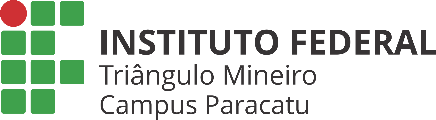 INSTITUTO FEDERAL
Triângulo Mineiro
Campus Paracatu